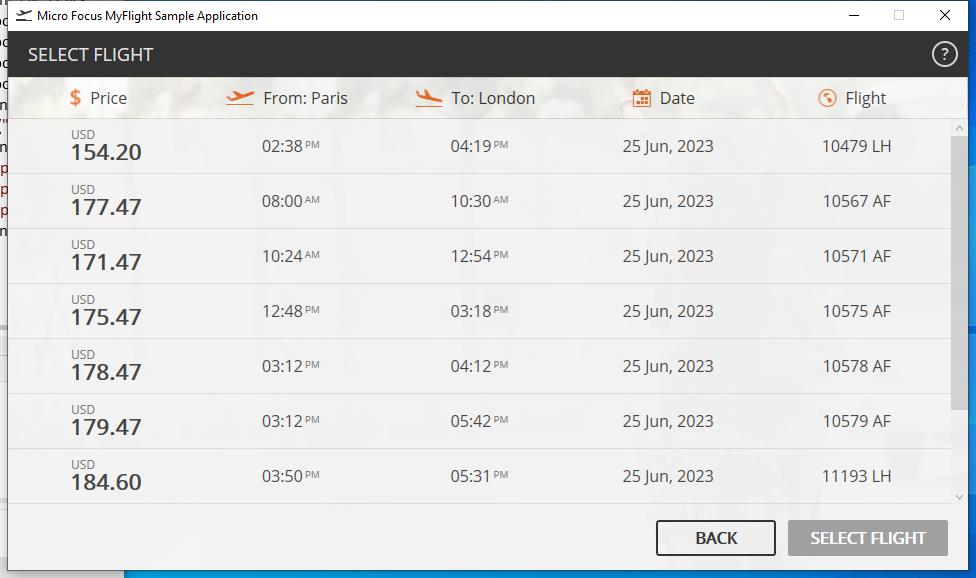 Micro Focus MyFlight Sample Application
SELECT FLIGHT ?
$ Price From: Paris To: London Date Flight
USD
154.20 02:38 PM 04:19 PM 25 Jun, 2023 10479 LH
USD
177.47 08:00 AM 10:30 AM 25 Jun, 2023 10567 AF
USD
171.47 10:24 AM 12:54 PM 25 Jun, 2023 10571 AF
USD
175.47 12:48 PM 03:18 PM 25 Jun, 2023 10575 AF
USD
178.47 03:12 PM 04:12 PM 25 Jun, 2023 10578 AF
USD
179.47 03:12 PM 05:42 PM 25 Jun, 2023 10579 AF
USD
184.60 03:50 PM 05:31 PM 25 Jun, 2023 11193 LH
BACK SELECT FLIGHT